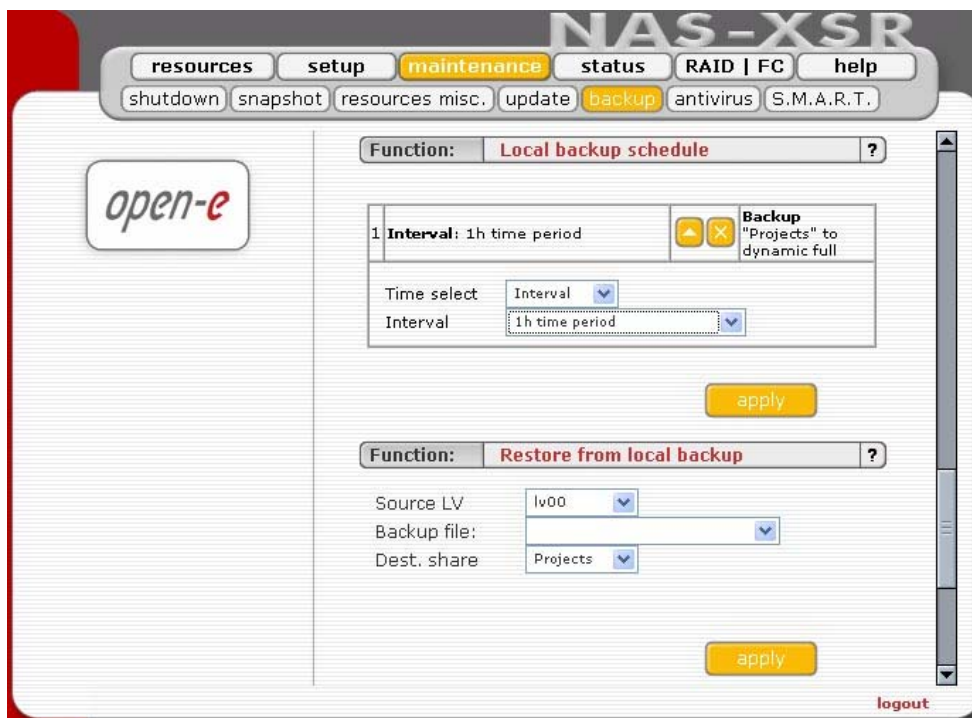 NAS-XSR
resources setup maintenance status RAID | FC help
shutdown snapshot resources misc. update backup antivirus S.M.A.R.T.
open-e
Function: Local backup schedule ?
1 Interval: 1h time period
Backup
"Projects" to
dynamic full
Time select Interval
Interval 1h time period
apply
Function: Restore from local backup ?
Source LV lv00
Backup file:
Dest. share Projects
apply
logout